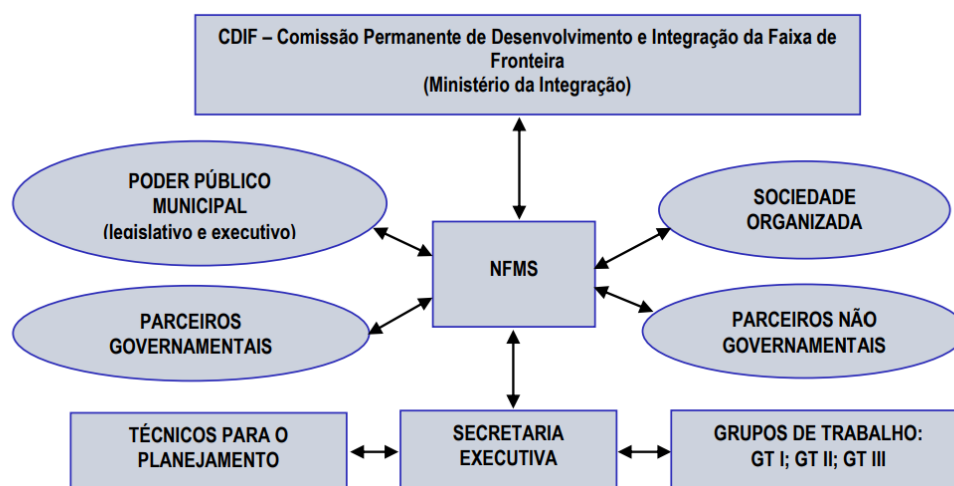 CDIF – Comissão Permanente de Desenvolvimento e Integração da Faixa de
Fronteira
(Ministério da Integração)
PODER PÚBLICO
MUNICIPAL
(legislativo e executivo)
SOCIEDADE
ORGANIZADA
NFMS
PARCEIROS
GOVERNAMENTAIS
PARCEIROS NÃO
GOVERNAMENTAIS
TÉCNICOS PARA O
PLANEJAMENTO
SECRETARIA
EXECUTIVA
GRUPOS DE TRABALHO:
GT I; GT II; GT III